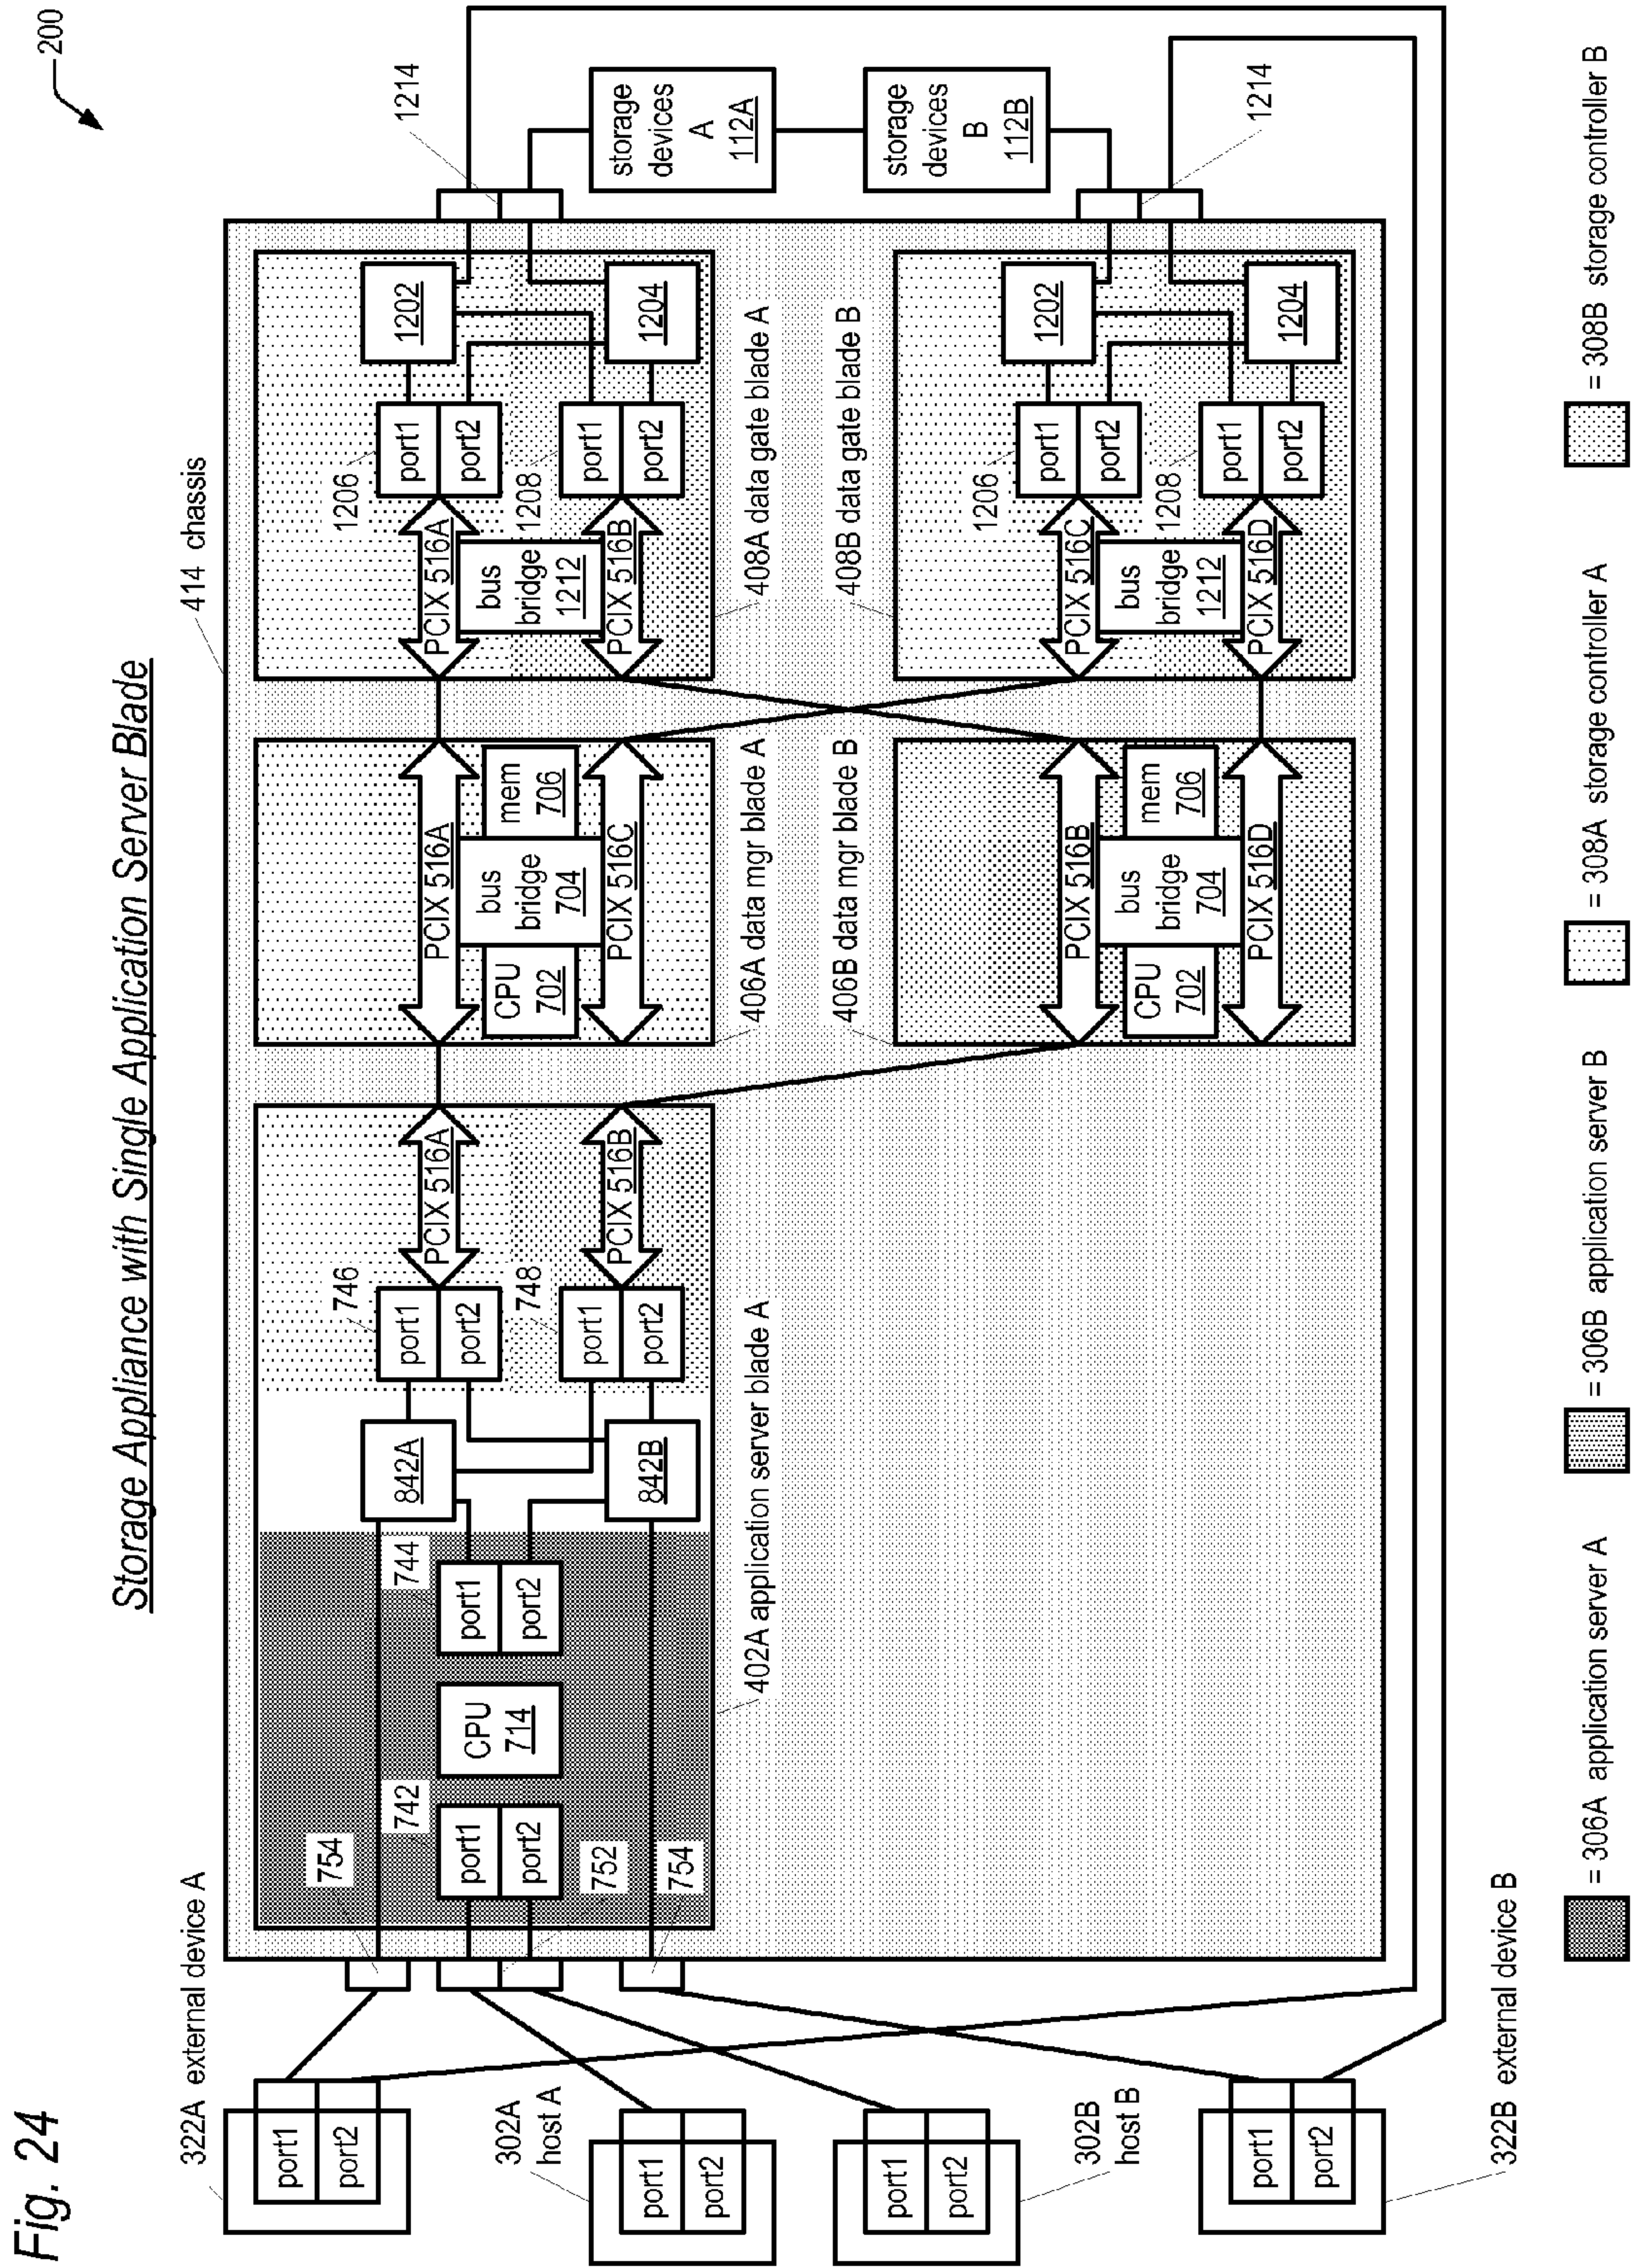 Fig. 24
Storage Appliance with Single Application Server Blade
200
322A external device A
port1
port2
302A
host A
port1
port2
302B
host B
port1
port2
322B external device B
port1
port2
414 chassis
754
752
754
742
port1
port2
CPU
714
744
port1
port2
842A
842B
746
port1
port2
748
port1
port2
PCIX 516A
PCIX 516B
402A application server blade A
PCIX 516A
CPU
702
bus
bridge
704
mem
706
PCIX 516C
406A data mgr blade A
406B data mgr blade B
PCIX 516B
CPU
702
bus
bridge
704
mem
706
PCIX 516D
PCIX 516A
bus
bridge
1212
PCIX 516B
1206
port1
port2
1208
port1
port2
1202
1204
408A data gate blade A
408B data gate blade B
PCIX 516C
bus
bridge
1212
PCIX 516D
1206
port1
port2
1208
port1
port2
1202
1204
1214
storage
devices
A
112A
storage
devices
B
112B
1214
= 306A application server A
= 306B application server B
= 308A storage controller A
= 308B storage controller B